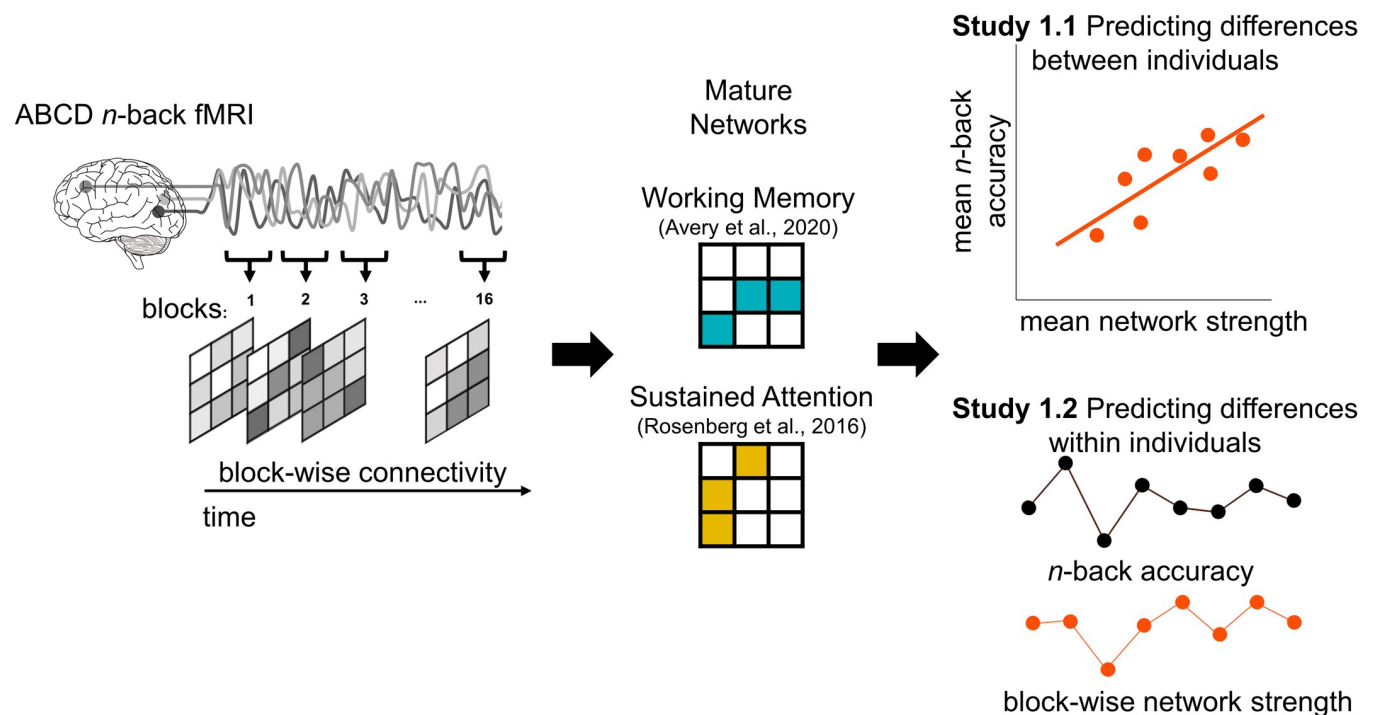 ABCD n-back fMRI
blocks:
1
2
3
...
16
block-wise connectivity
time
Mature
Networks
Working Memory
(Avery et al., 2020)
Sustained Attention
(Rosenberg et al., 2016)
Study 1.1 Predicting differences
between individuals
mean n-back
accuracy
mean network strength
Study 1.2 Predicting differences
within individuals
n-back accuracy
block-wise network strength